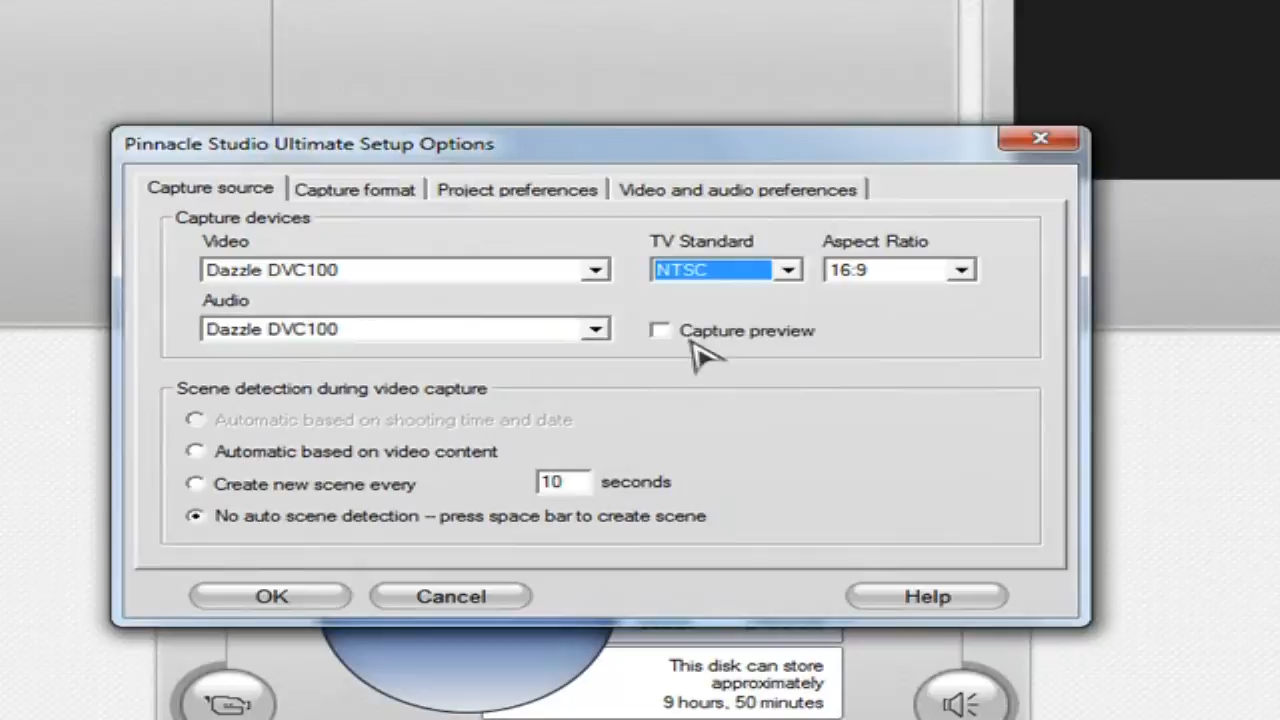 Pinnacle Studio Ultimate Setup Options
Capture source
Capture format
Project preferences
Video and audio preferences
Capture devices
Video
TV Standard
Aspect Ratio
Dazzle DVC100
NTSC
16:9
Audio
Dazzle DVC100
Capture preview
Scene detection during video capture
Automatic based on shooting time and date
Automatic based on video content
Create new scene every 10 seconds
No auto scene detection -- press space bar to create scene
OK
Cancel
Help
This disk can store
approximately
9 hours, 50 minutes